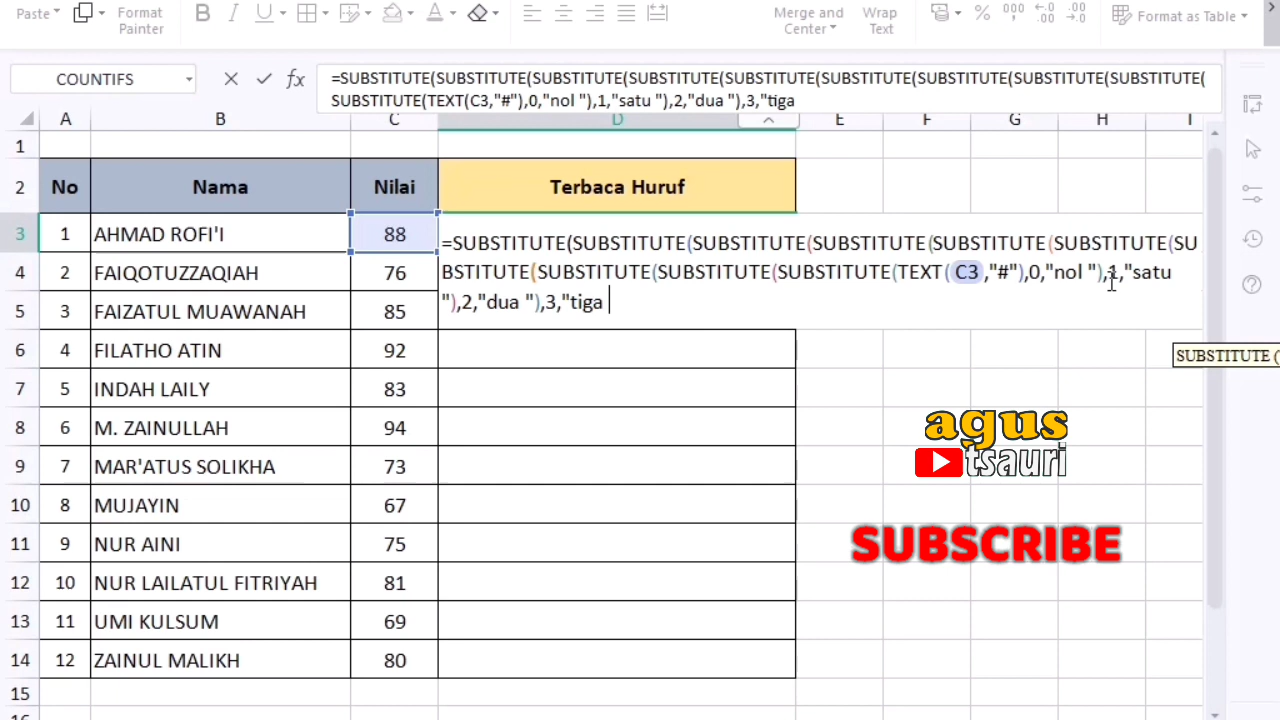 Paste
Format
Painter
B I U A
Merge and
Center
Wrap
Text
% 000 .00
Format as Table
COUNTIFS
fx
=SUBSTITUTE(SUBSTITUTE(SUBSTITUTE(SUBSTITUTE(SUBSTITUTE(SUBSTITUTE(SUBSTITUTE(SUBSTITUTE(SUBSTITUTE(
SUBSTITUTE(TEXT(C3,"#"),0,"nol "),1,"satu "),2,"dua "),3,"tiga
A B C D E F G H I
1
2 No Nama Nilai Terbaca Huruf
3 1 AHMAD ROFI'I 88
=SUBSTITUTE(SUBSTITUTE(SUBSTITUTE(SUBSTITUTE(SUBSTITUTE(SUBSTITUTE(SU
4 2 FAIQOTUZZAQIAH 76
BSTITUTE(SUBSTITUTE(SUBSTITUTE(SUBSTITUTE(TEXT(C3,"#"),0,"nol "),1,"satu
5 3 FAIZATUL MUAWANAH 85
"),2,"dua "),3,"tiga
6 4 FILATHO ATIN 92
SUBSTITUTE (
7 5 INDAH LAILY 83
8 6 M. ZAINULLAH 94
9 7 MAR'ATUS SOLIKHA 73
10 8 MUJAYIN 67
11 9 NUR AINI 75
12 10 NUR LAILATUL FITRIYAH 81
13 11 UMI KULSUM 69
14 12 ZAINUL MALIKH 80
15
agus
tsauri
SUBSCRIBE